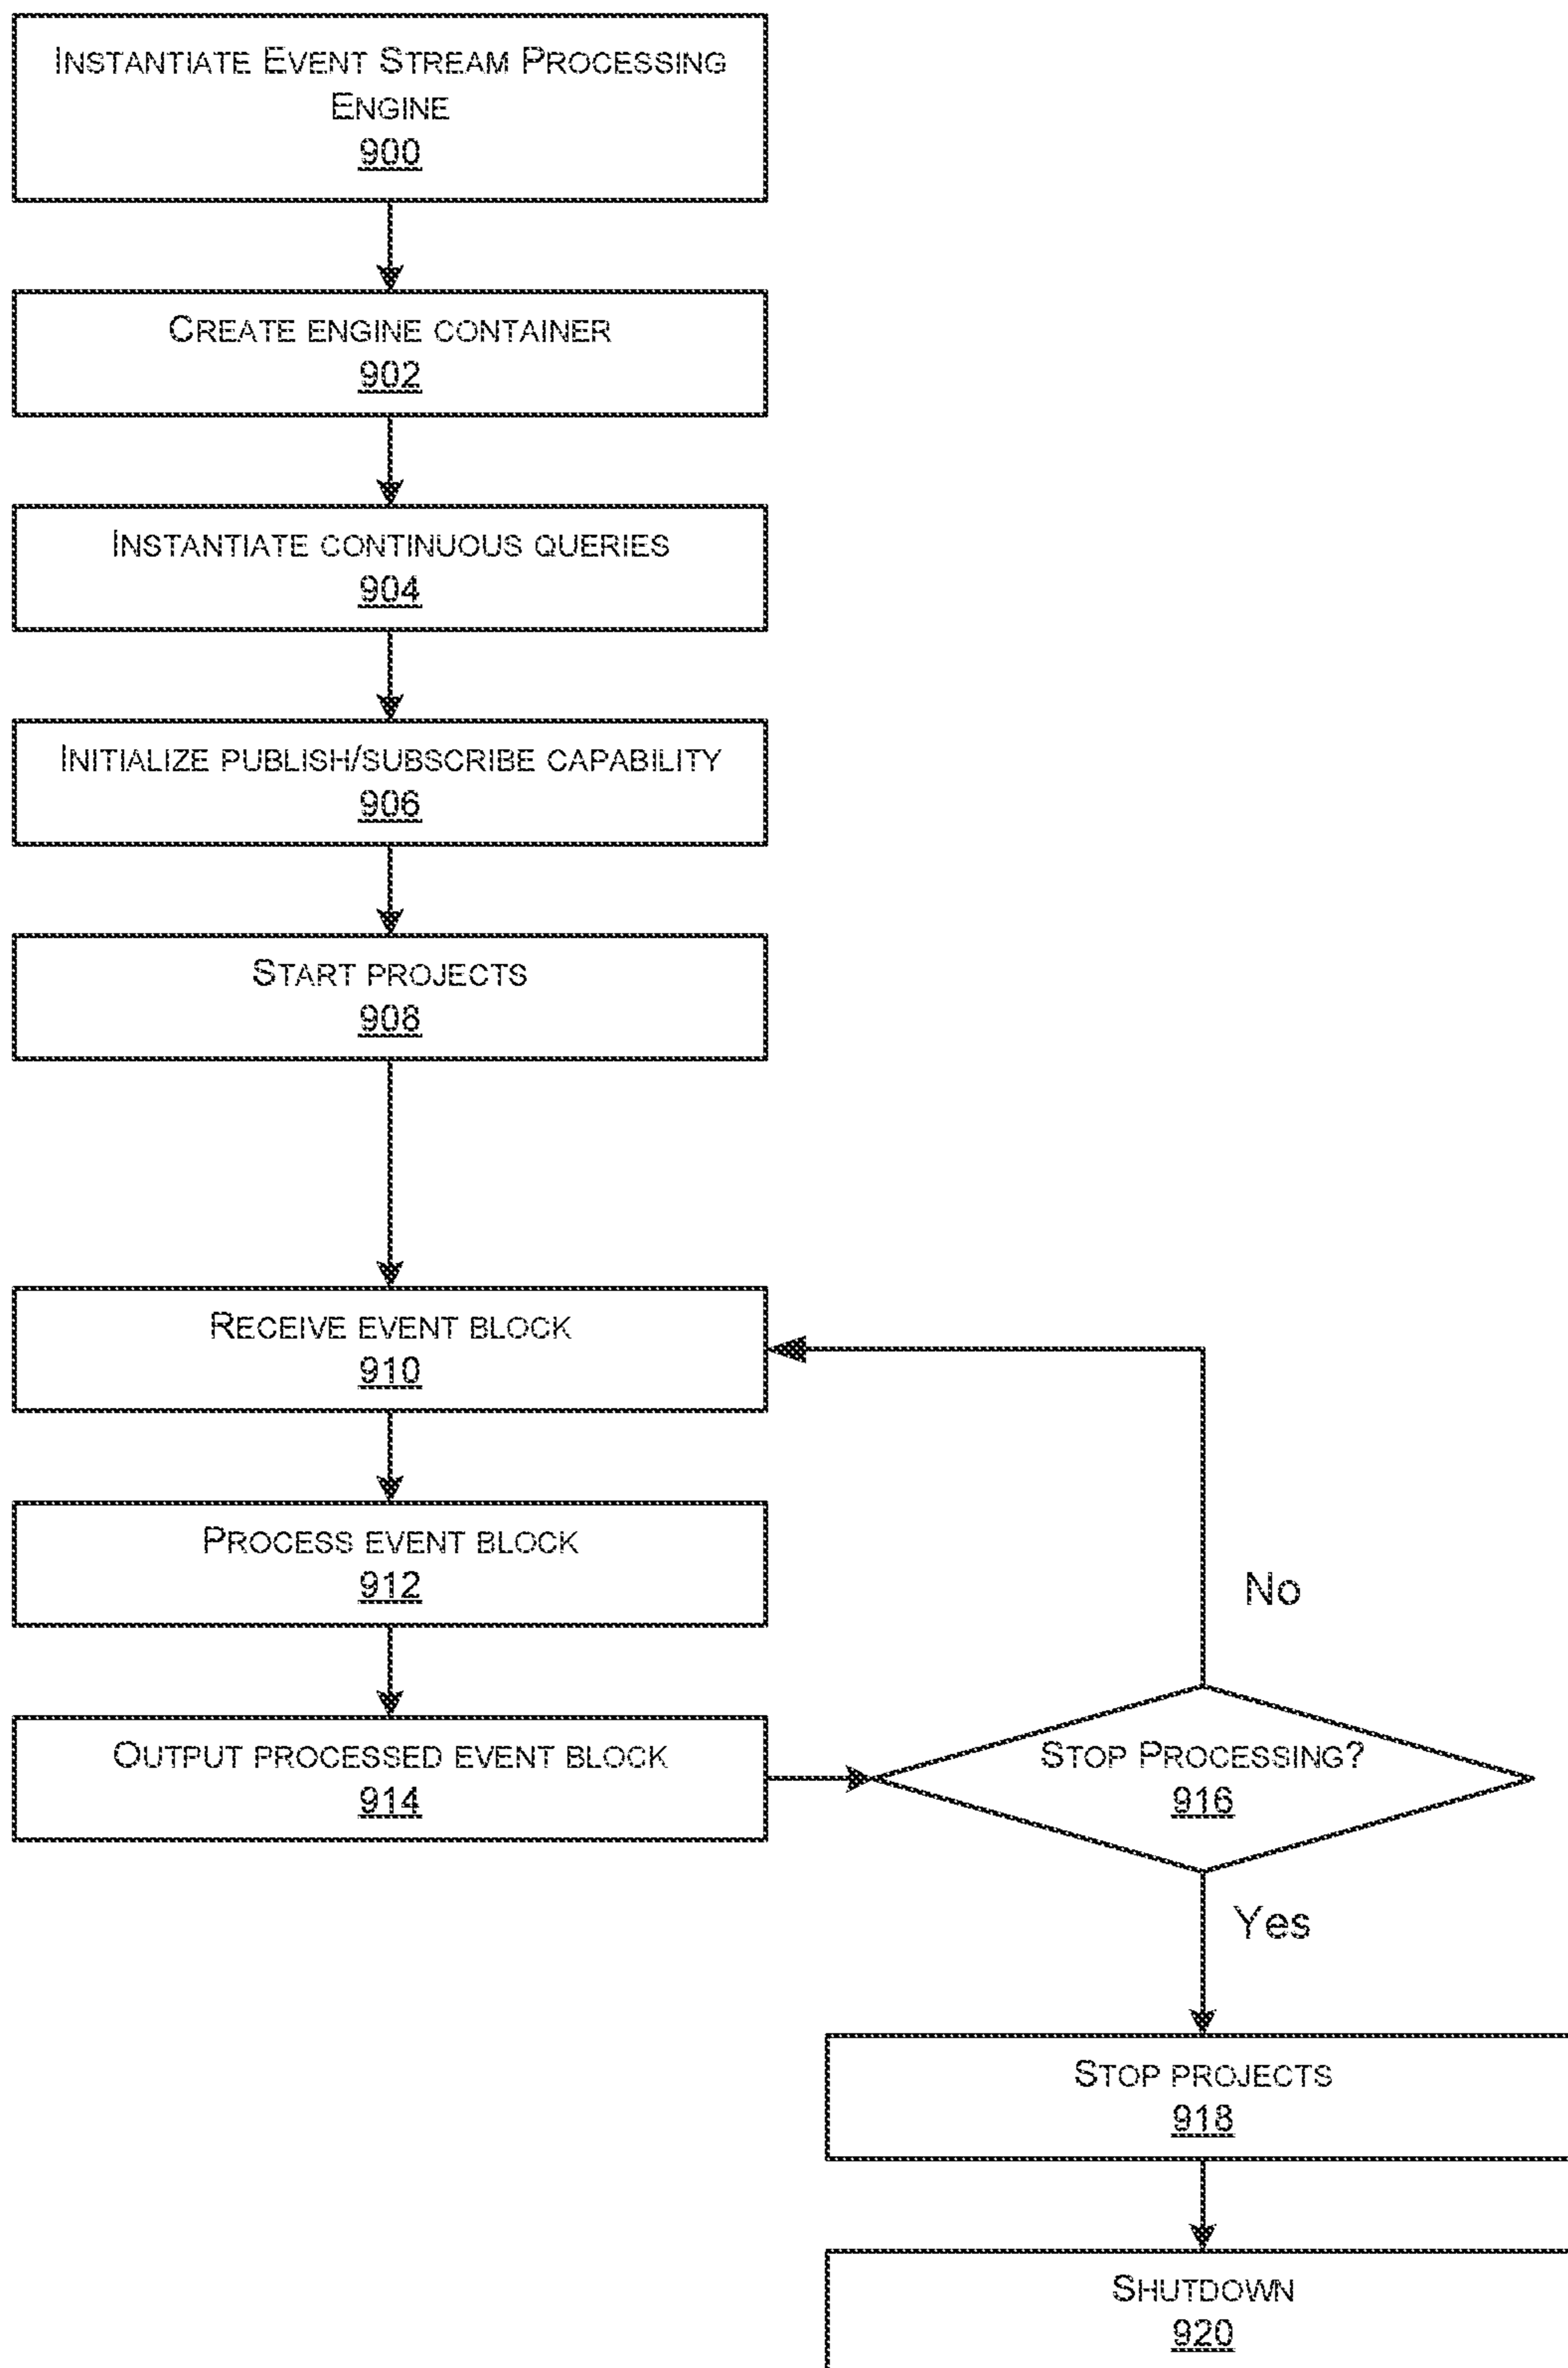 INSTANTIATE EVENT STREAM PROCESSING
ENGINE
900
CREATE ENGINE CONTAINER
902
INSTANTIATE CONTINUOUS QUERIES
904
INITIALIZE PUBLISH/SUBSCRIBE CAPABILITY
906
START PROJECTS
908
RECEIVE EVENT BLOCK
910
PROCESS EVENT BLOCK
912
No
OUTPUT PROCESSED EVENT BLOCK
914
STOP PROCESSING?
916
Yes
STOP PROJECTS
918
SHUTDOWN
920